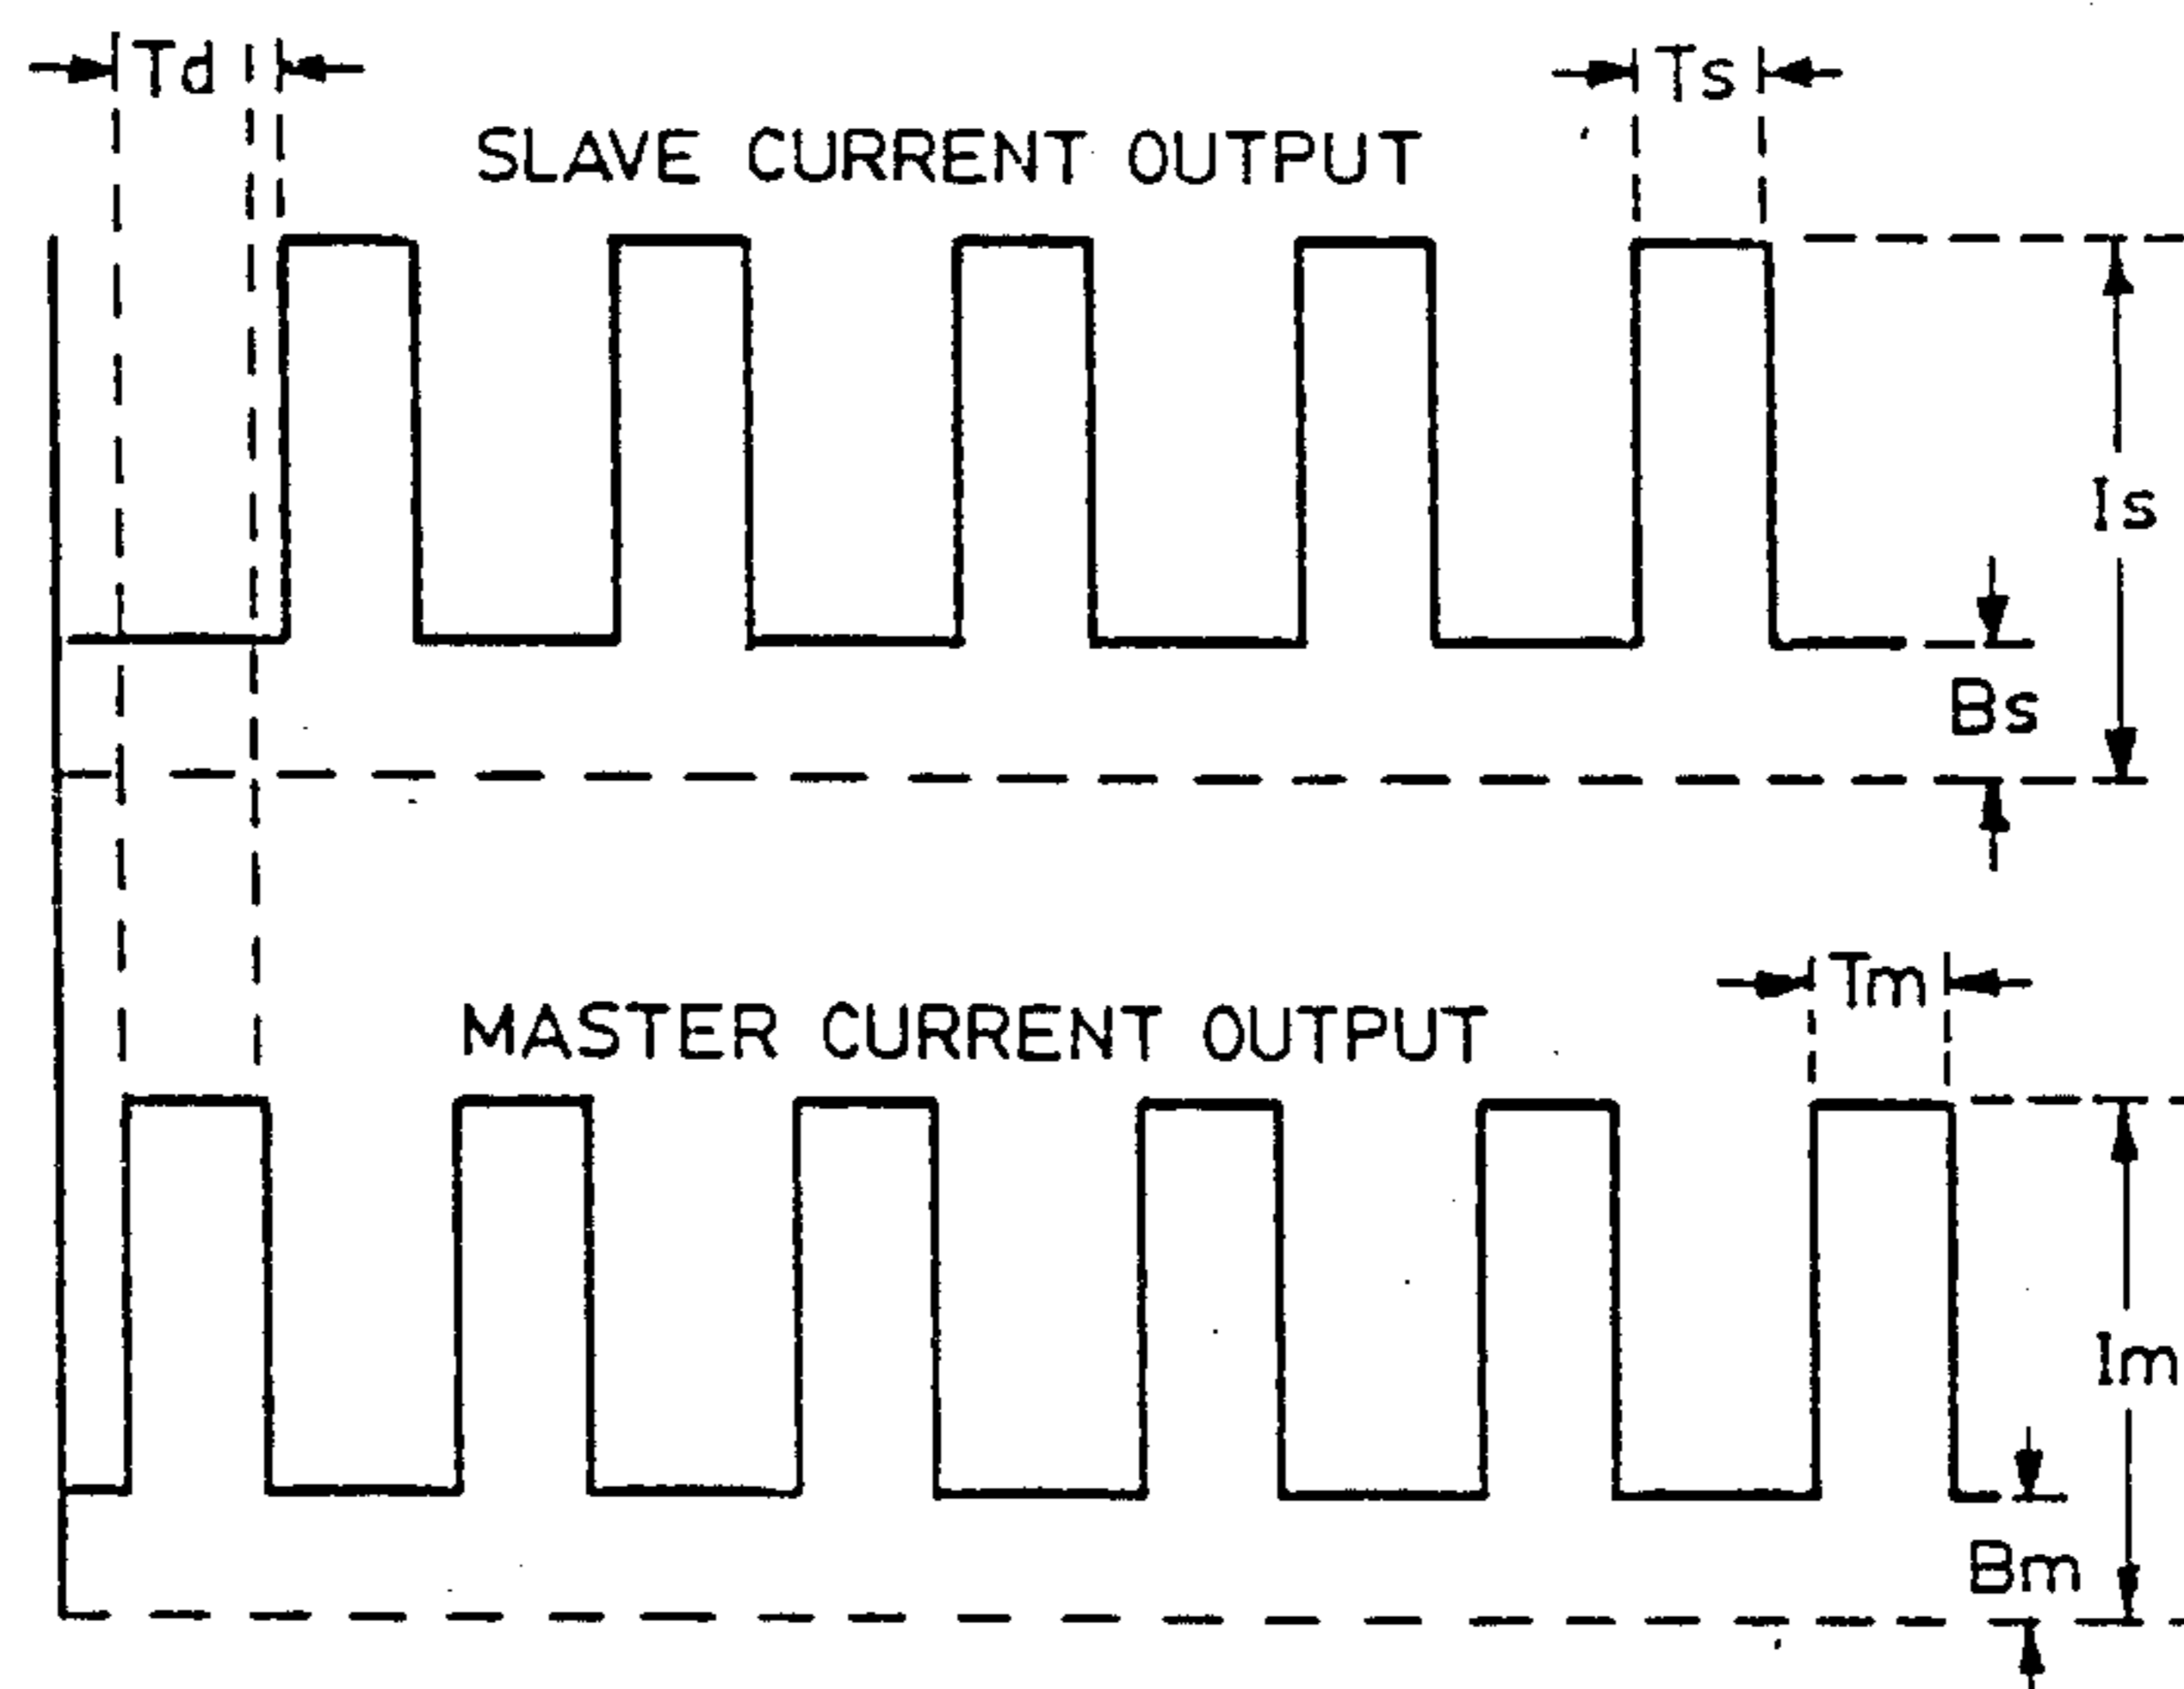 Td
Ts
SLAVE CURRENT OUTPUT
Is
Bs
Tm
MASTER CURRENT OUTPUT
Im
Bm